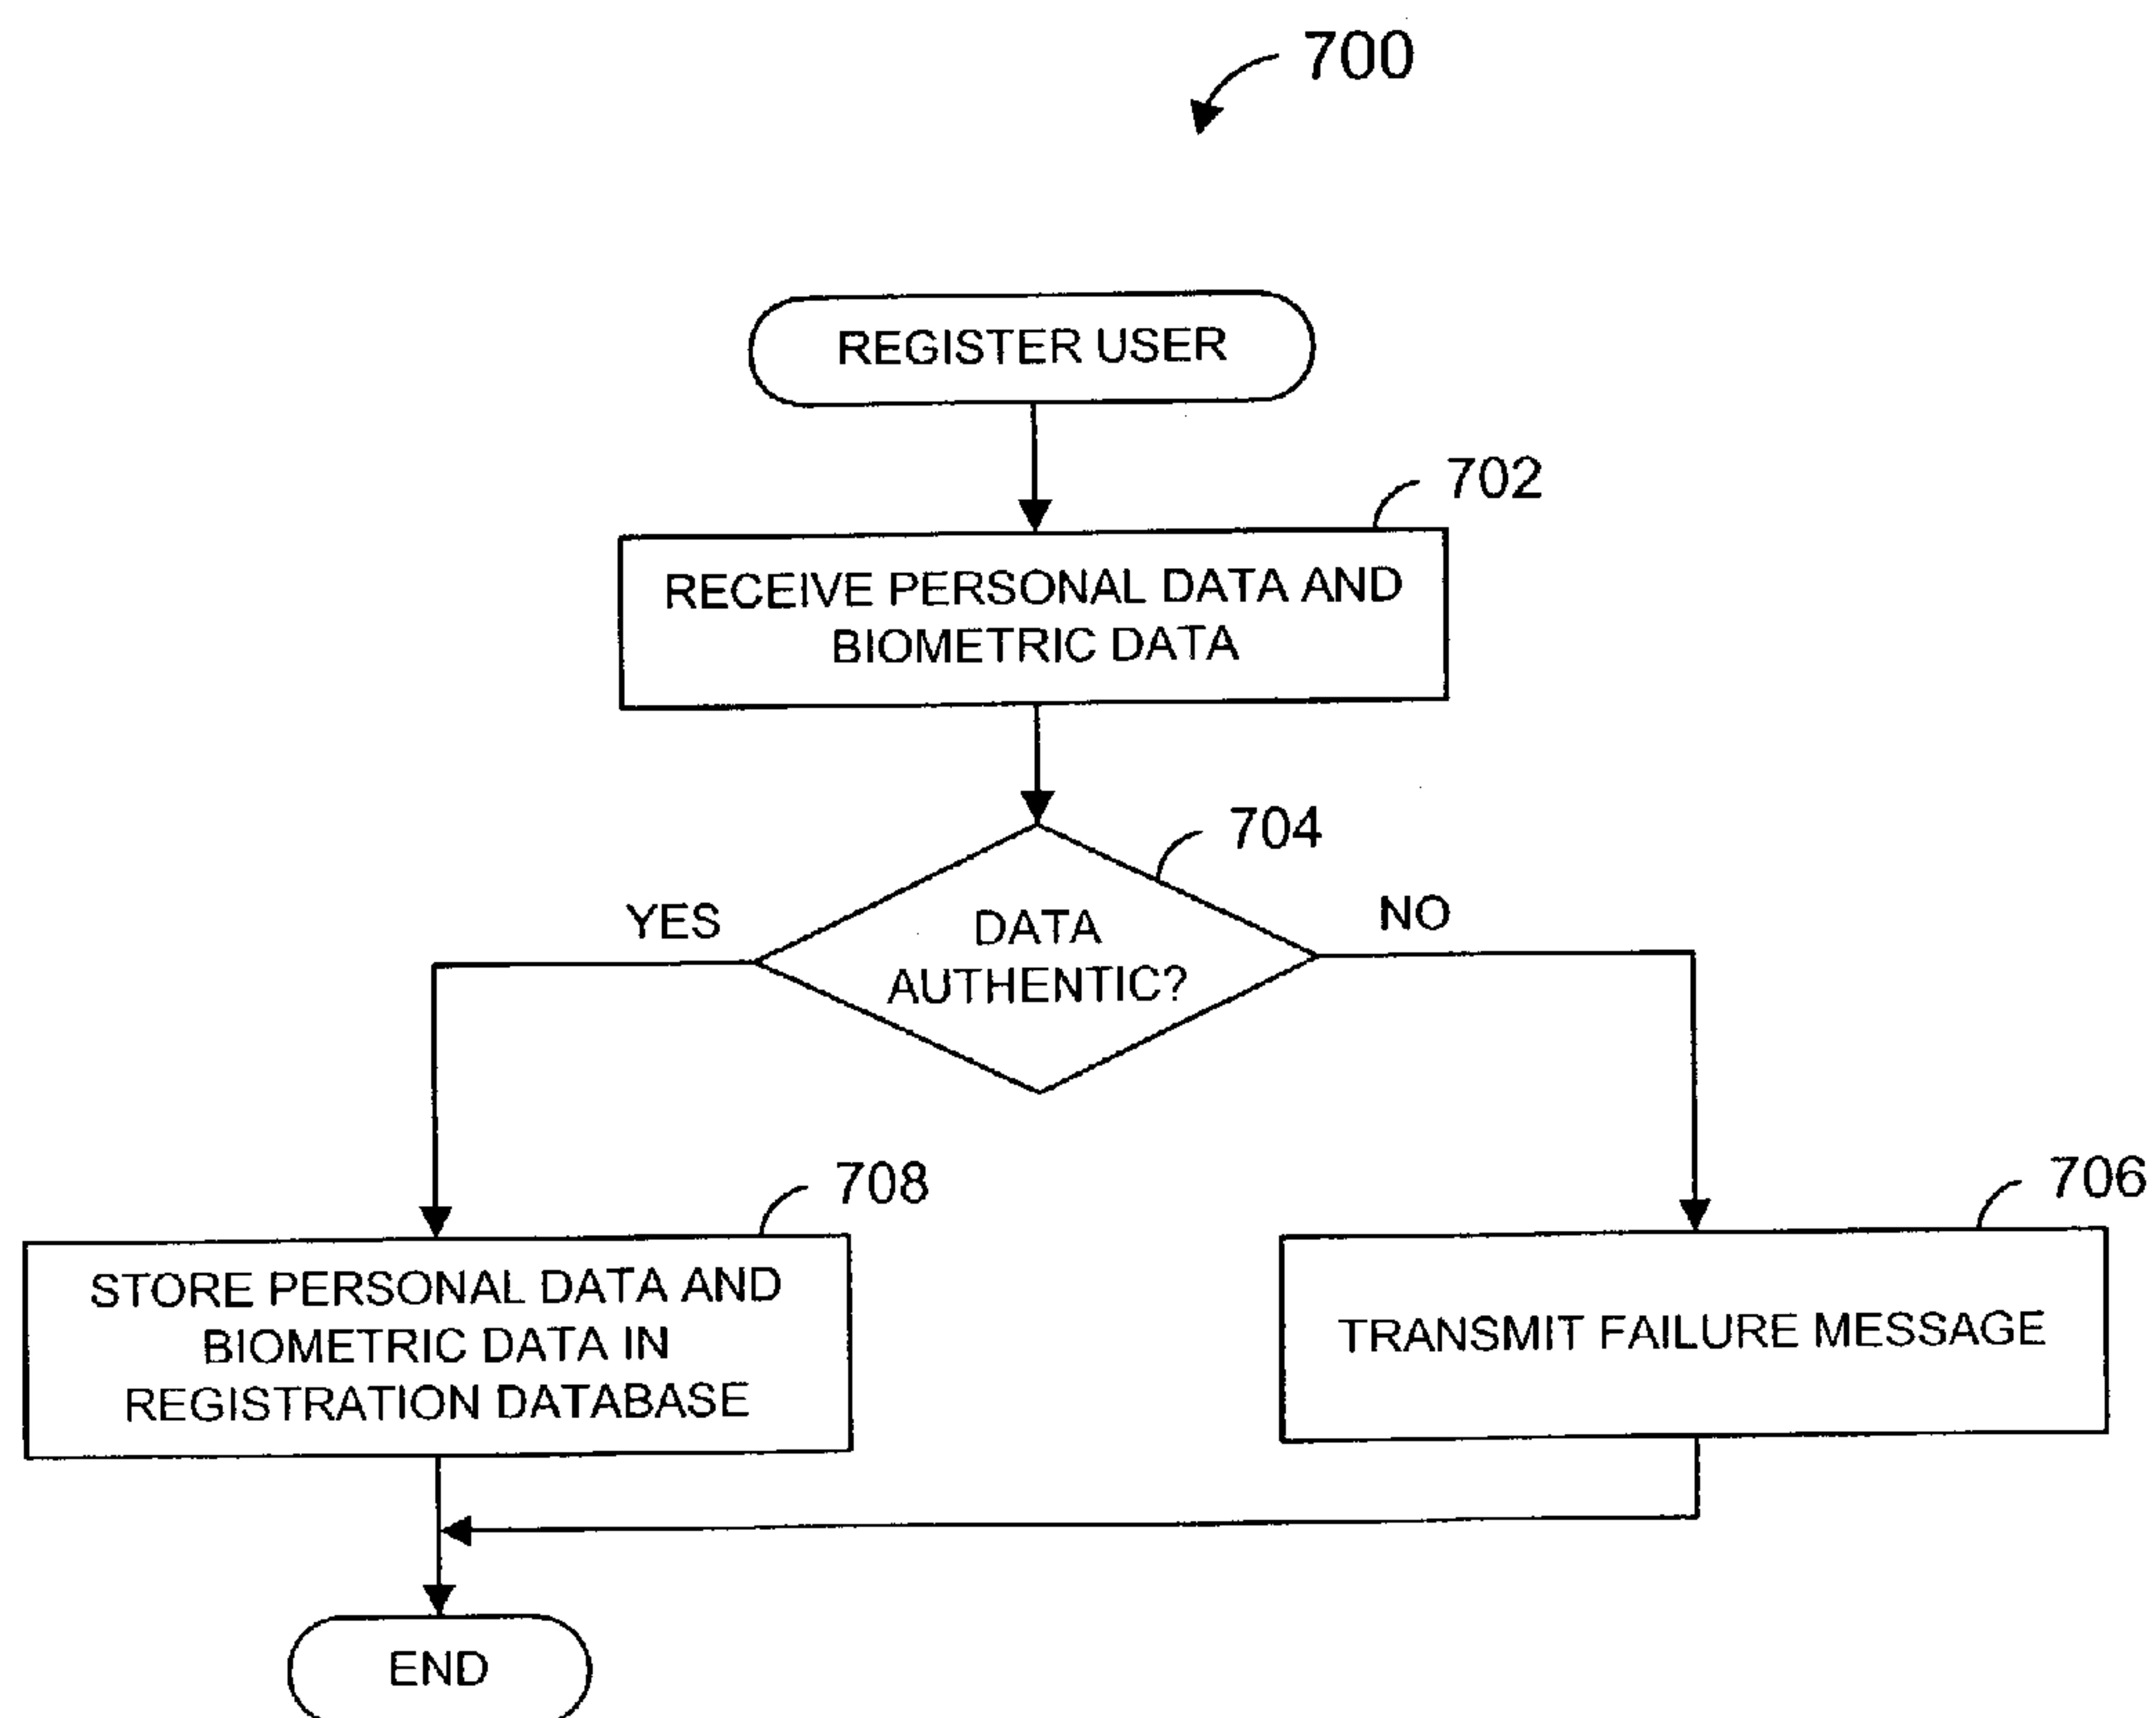 700
REGISTER USER
702
RECEIVE PERSONAL DATA AND
BIOMETRIC DATA
704
YES
DATA
AUTHENTIC?
NO
708
706
STORE PERSONAL DATA AND
BIOMETRIC DATA IN
REGISTRATION DATABASE
TRANSMIT FAILURE MESSAGE
END